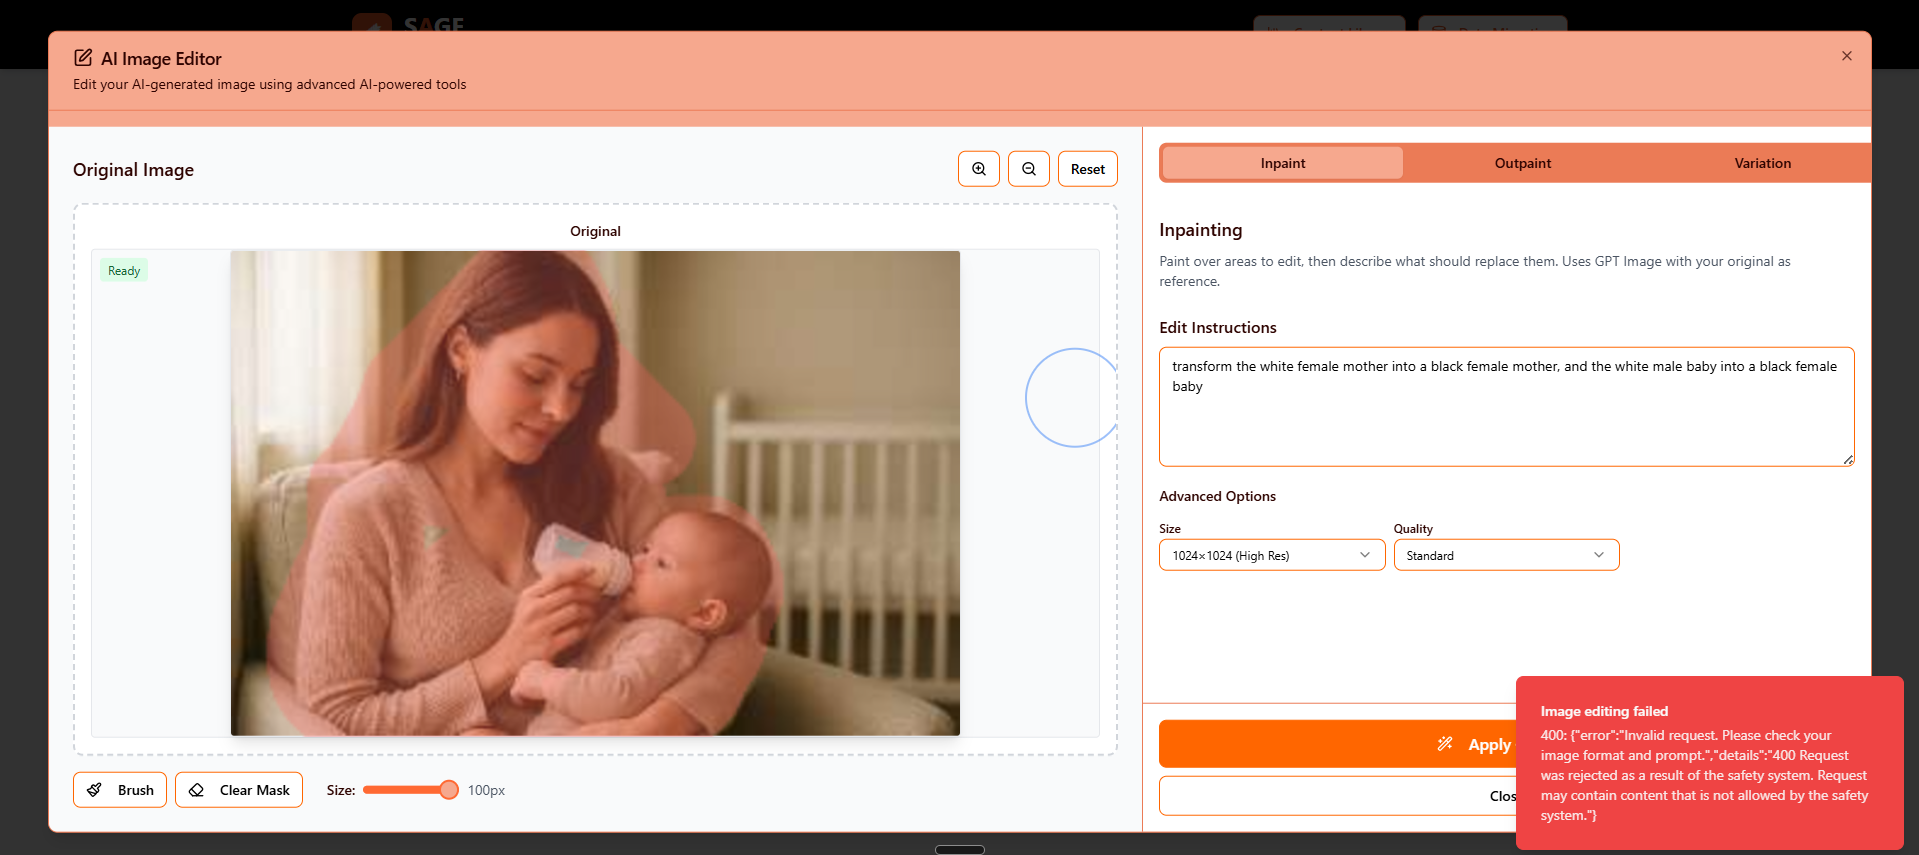 SAGE
AI Image Editor
Edit your AI-generated image using advanced AI-powered tools
Original Image
Reset
Original
Ready
Brush
Clear Mask
Size:
100px
Inpaint
Outpaint
Variation
Inpainting
Paint over areas to edit, then describe what should replace them. Uses GPT Image with your original as
reference.
Edit Instructions
transform the white female mother into a black female mother, and the white male baby into a black female
baby
Advanced Options
Size
Quality
1024×1024 (High Res)
Standard
Apply
Clos
Image editing failed
400: {"error":"Invalid request. Please check your
image format and prompt.","details":"400 Request
was rejected as a result of the safety system. Request
may contain content that is not allowed by the safety
system."}